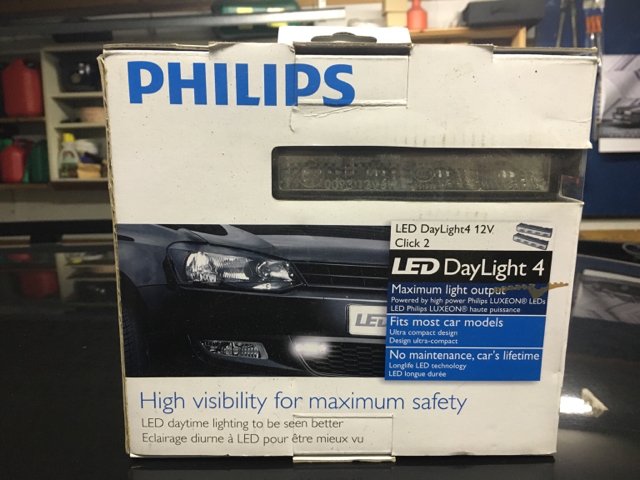 PHILIPS
LED DayLight4 12V
Click 2
LED DayLight 4
Maximum light output
Powered by high power Philips LUXEON® LEDs
LED Philips LUXEON® haute puissance
Fits most car models
Ultra compact design
Design ultra-compact
No maintenance, car's lifetime
Longlife LED technology
LED longue durée
LED
High visibility for maximum safety
LED daytime lighting to be seen better
Eclairage diurne à LED pour être mieux vu